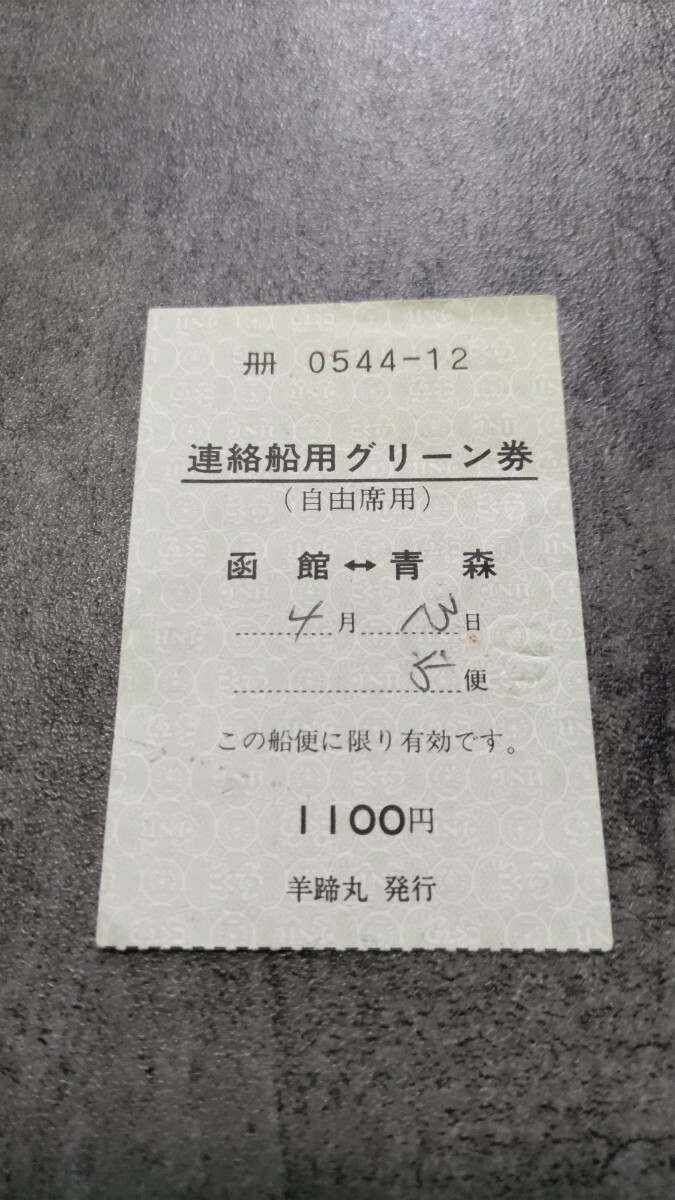 冊 0544-12
連絡船用グリーン券
(自由席用)
函館↔青森
4月 日
便
この船便に限り有効です。
1100円
羊蹄丸 発行